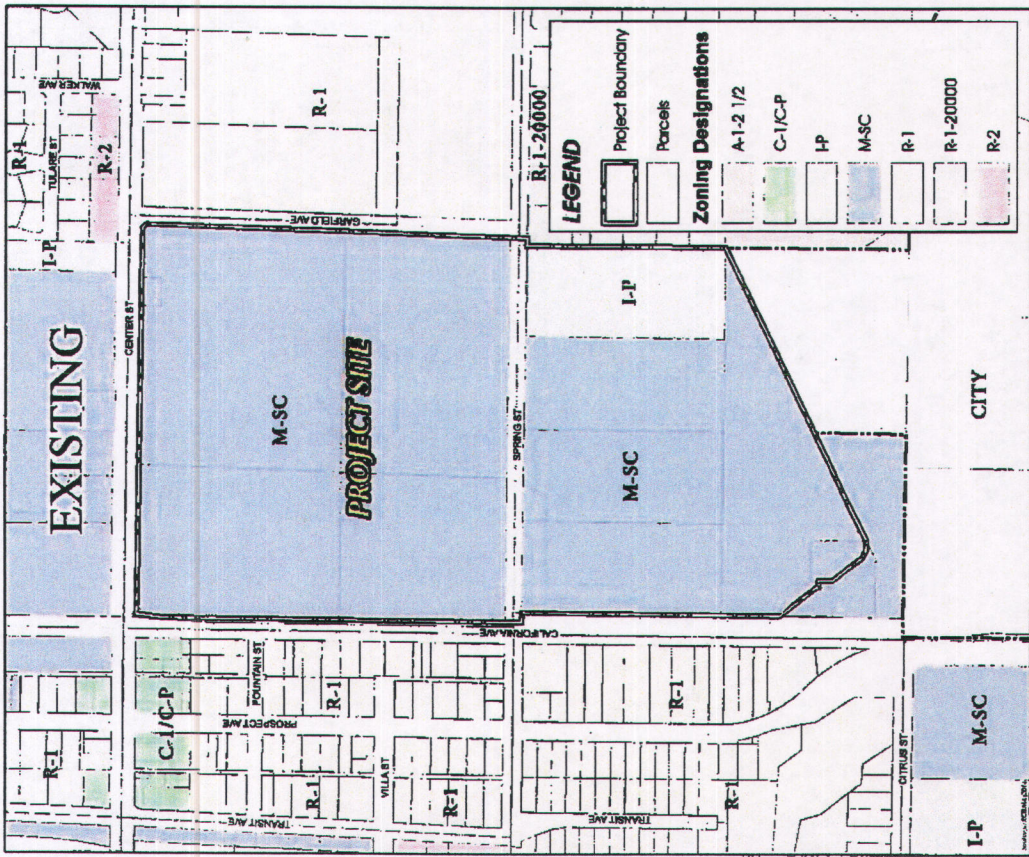 EXISTING
R-1
WALKER AVE
TULARE ST
R-2
I-P
CENTER ST
R-1
C-1/C-P
M-SC
R-1
GARFIELD AVE
FOUNTAIN ST
PROSPECT AVE
R-1
PROJECT SITE
TRANSIT AVE
R-1
VILLA ST
R-1
SPRING ST
R-1-20000
CALIFORNIA AVE
M-SC
I-P
R-1
TRANSIT AVE
R-1
CITRUS ST
I-P
M-SC
CITY
LEGEND
Project Boundary
Parcels
Zoning Designations
A-1-2 1/2
C-1/C-P
I-P
M-SC
R-1
R-1-20000
R-2